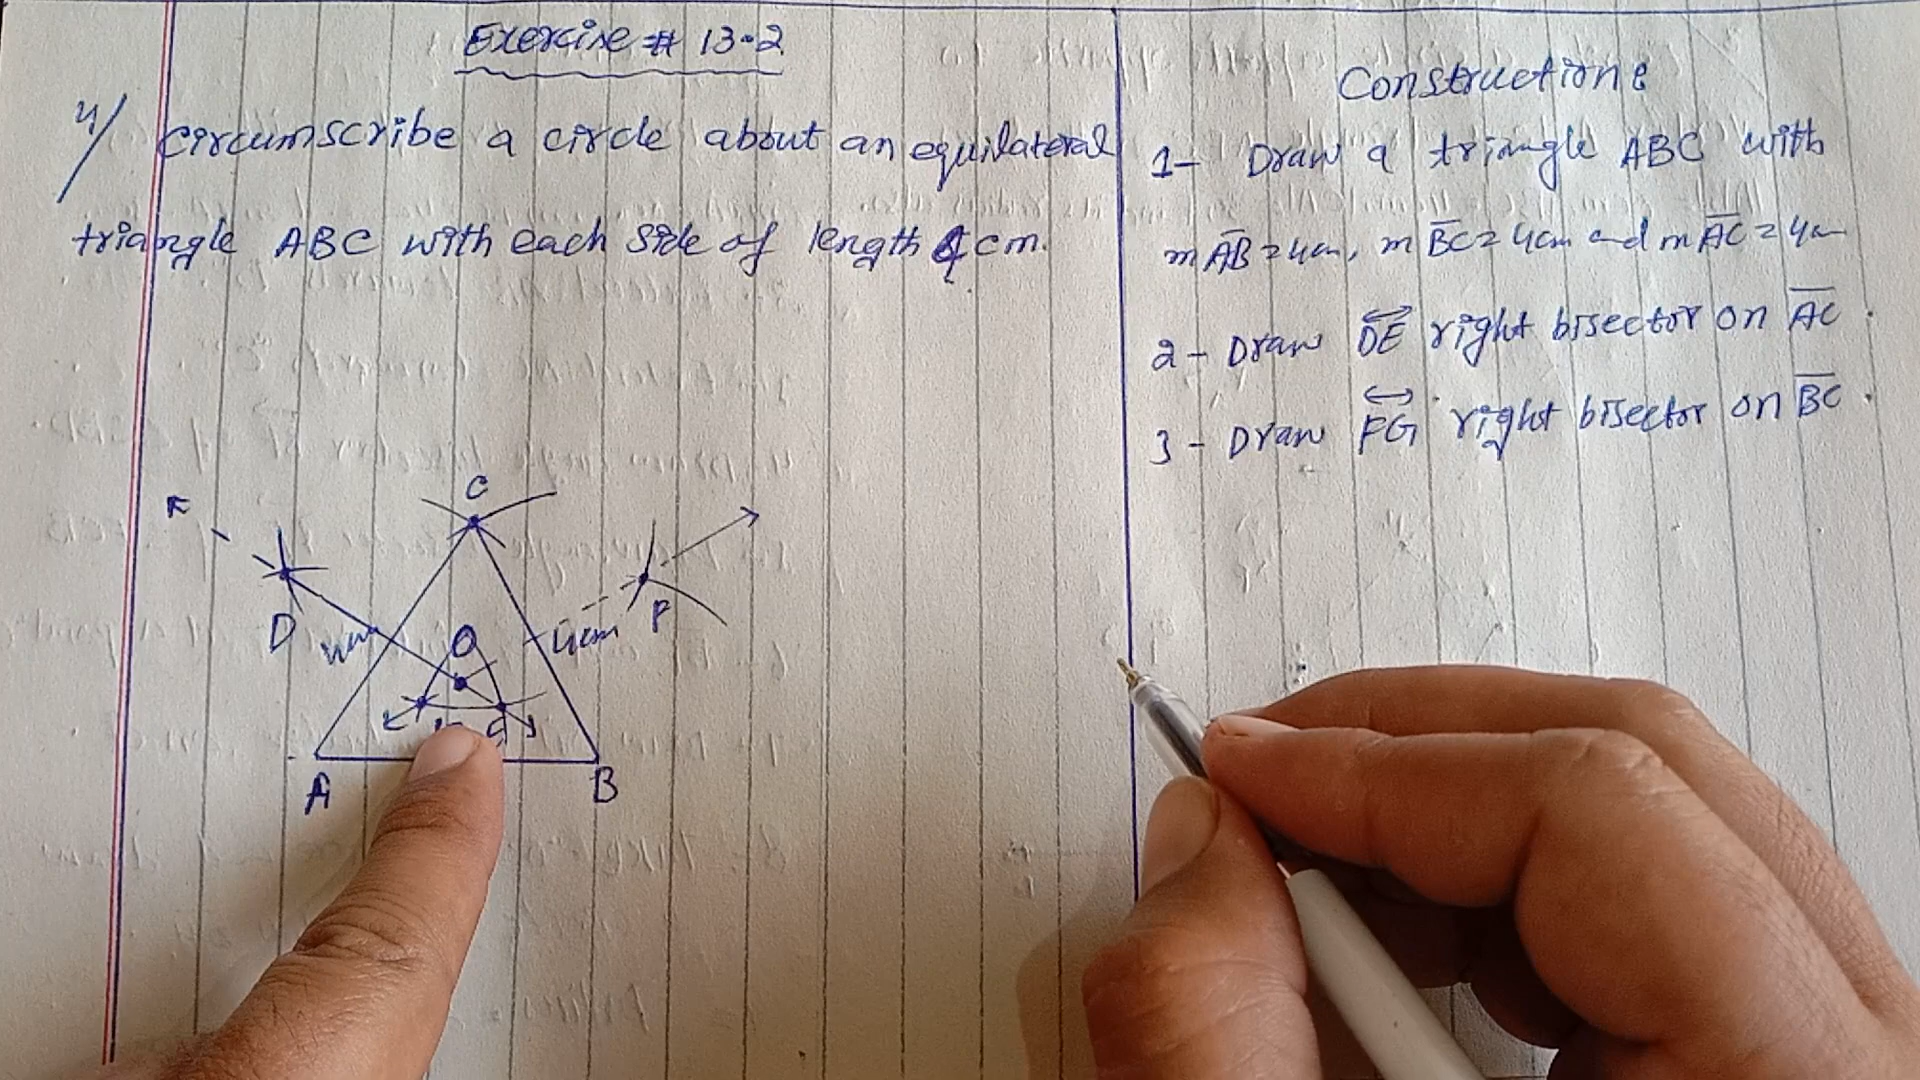 Exercise # 13.2
4/ circumscribe a circle about an equilateral
triangle ABC with each side of length 4 cm.
Construction:
1- Draw a triangle ABC with
mAB=4cm, mBC=4cm and mAC=4cm
2- Draw DE right bisector on AC.
3- Draw FG right bisector on BC.
C
D
O
4cm
F
A
B